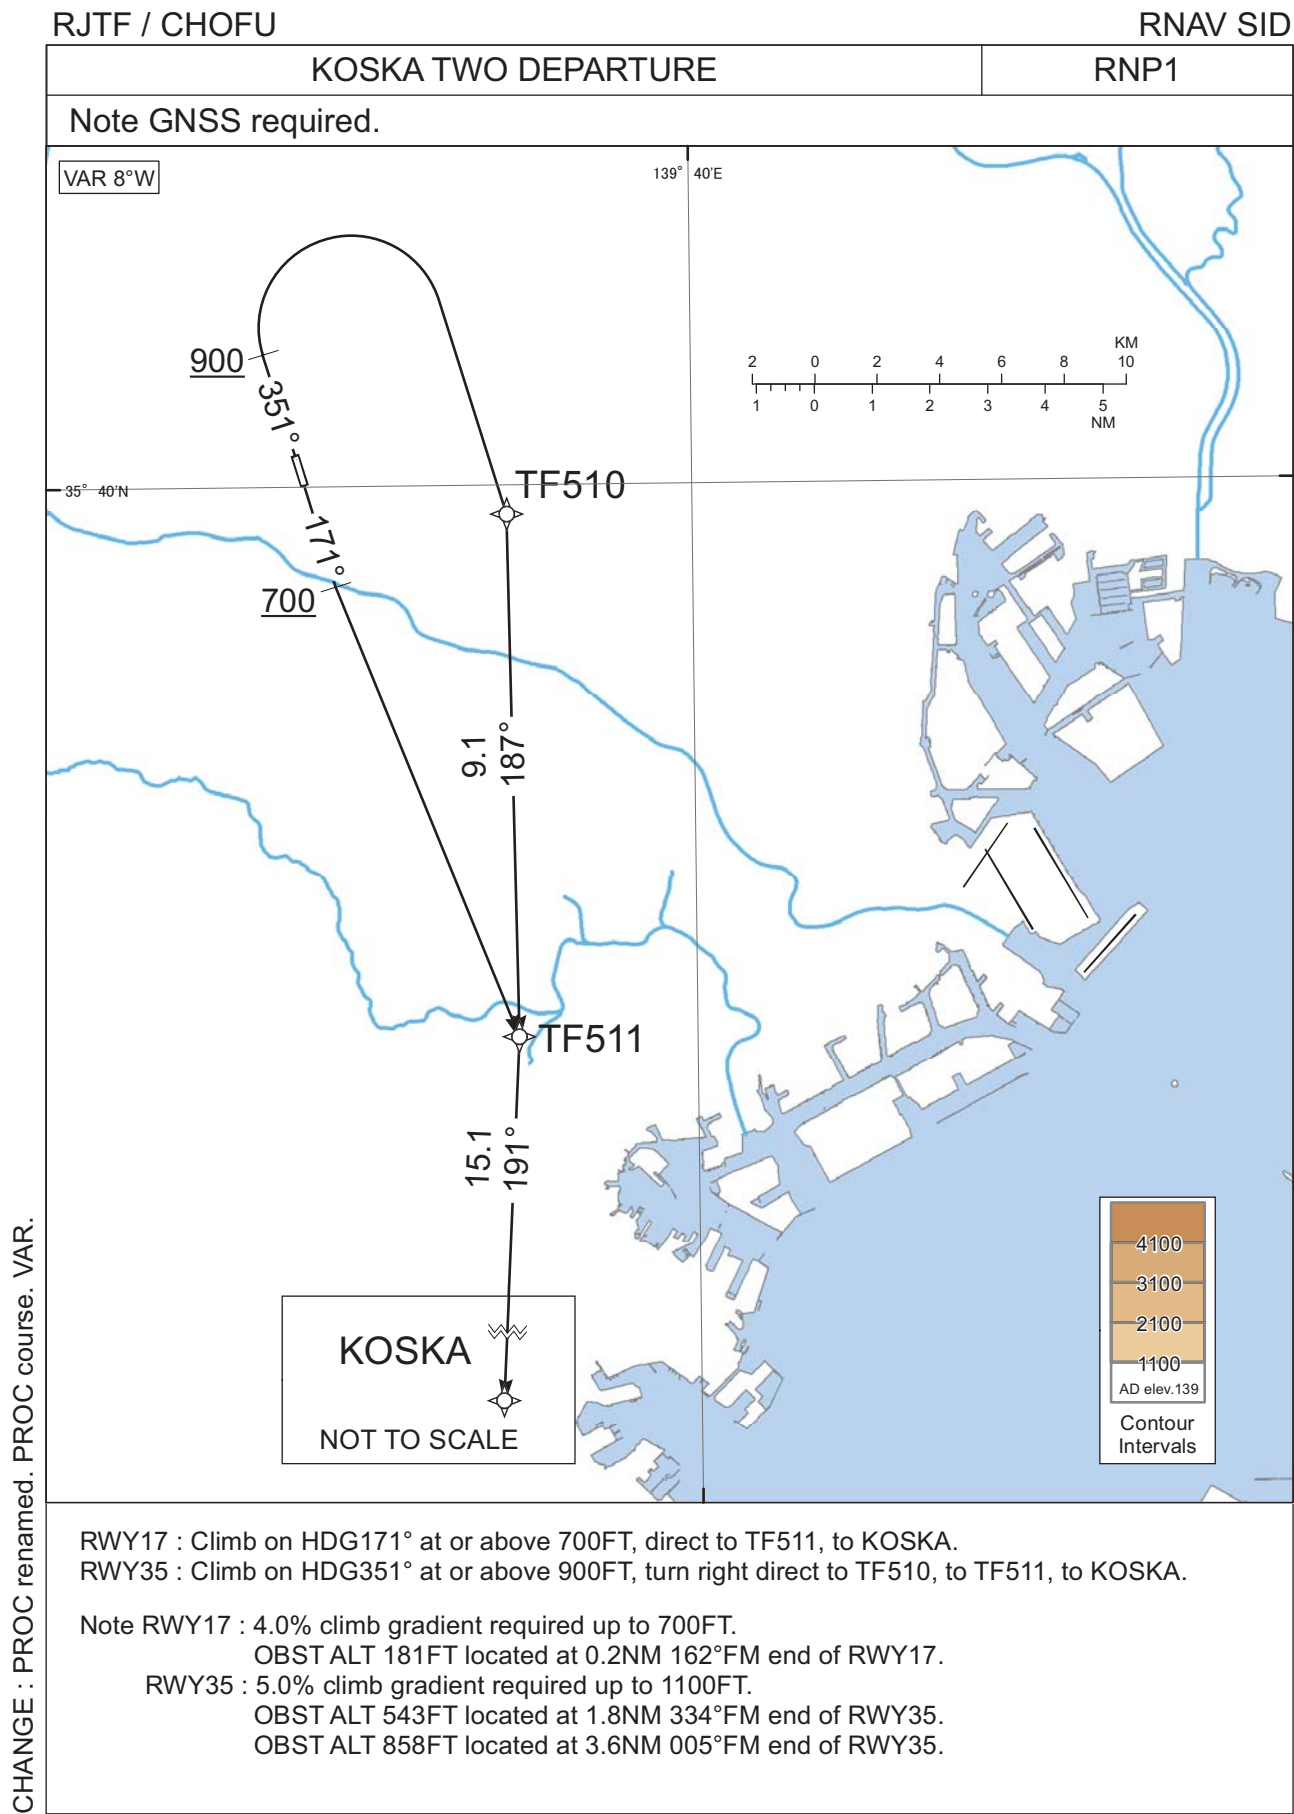 RJTF / CHOFU
RNAV SID
KOSKA TWO DEPARTURE
RNP1
Note GNSS required.
VAR 8°W
139° 40'E
900
351°
KM
2 0 2 4 6 8 10
1 0 1 2 3 4 5
NM
TF510
35° 40'N
171°
700
9.1
187°
TF511
15.1
191°
KOSKA
NOT TO SCALE
4100
3100
2100
1100
AD elev.139
Contour
Intervals
RWY17 : Climb on HDG171° at or above 700FT, direct to TF511, to KOSKA.
RWY35 : Climb on HDG351° at or above 900FT, turn right direct to TF510, to TF511, to KOSKA.
Note RWY17 : 4.0% climb gradient required up to 700FT.
OBST ALT 181FT located at 0.2NM 162°FM end of RWY17.
RWY35 : 5.0% climb gradient required up to 1100FT.
OBST ALT 543FT located at 1.8NM 334°FM end of RWY35.
OBST ALT 858FT located at 3.6NM 005°FM end of RWY35.
CHANGE : PROC renamed. PROC course. VAR.